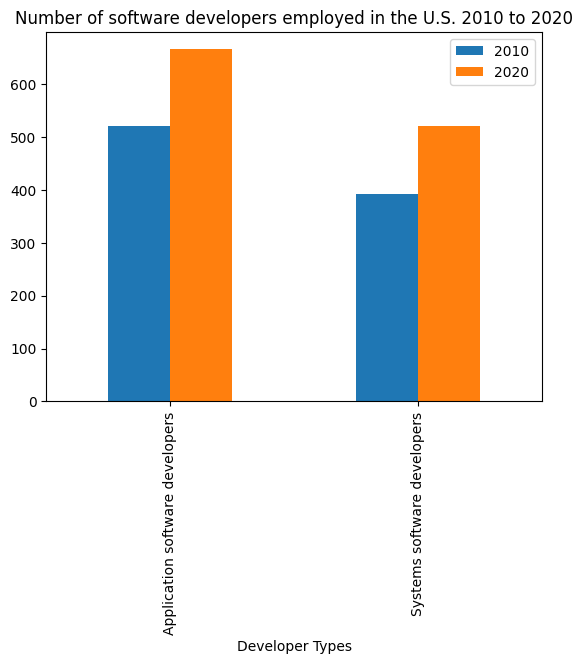 Number of software developers employed in the U.S. 2010 to 2020
2010
2020
600
500
400
300
200
100
0
Application software developers
Systems software developers
Developer Types